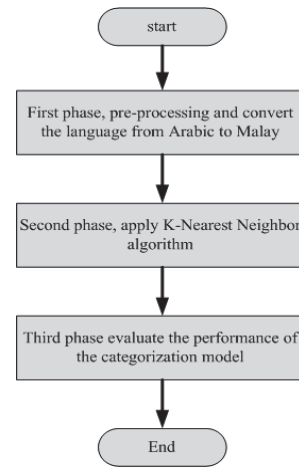 start
First phase, pre-processing and convert
the language from Arabic to Malay
Second phase, apply K-Nearest Neighbor
algorithm
Third phase evaluate the performance of
the categorization model
End